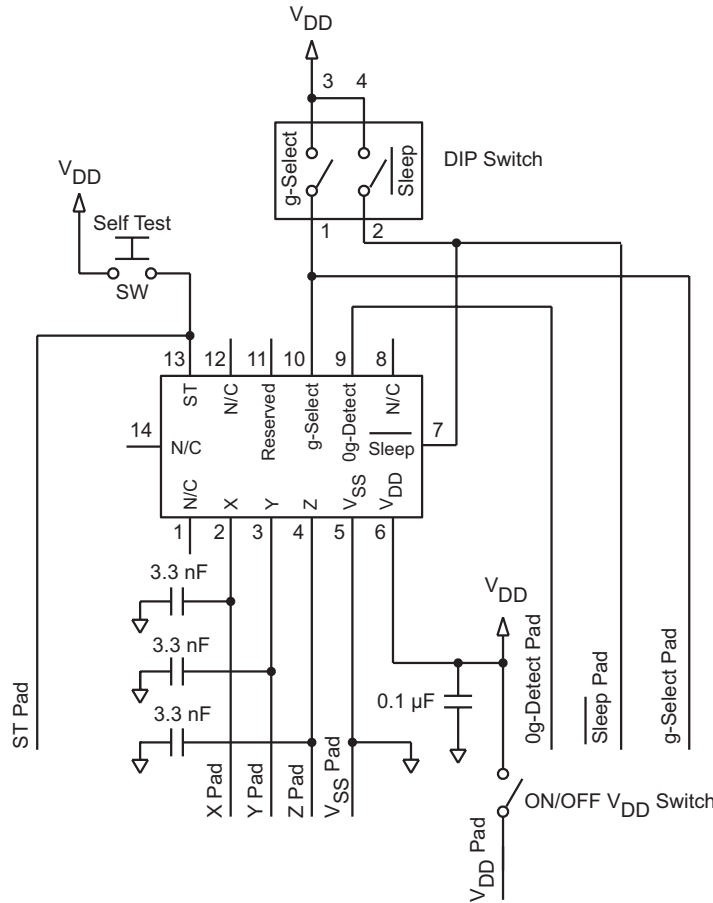 VDD
3 4
g-Select
Sleep
DIP Switch
1 2
VDD
Self Test
SW
13 12 11 10 9 8
ST
N/C
Reserved
g-Select
0g-Detect
N/C
14
N/C
Sleep
7
N/C
X
Y
Z
VSS
VDD
1 2 3 4 5 6
3.3 nF
3.3 nF
3.3 nF
VDD
0.1 µF
ST Pad
X Pad
Y Pad
Z Pad
VSS Pad
0g-Detect Pad
Sleep Pad
g-Select Pad
ON/OFF VDD Switch
VDD Pad